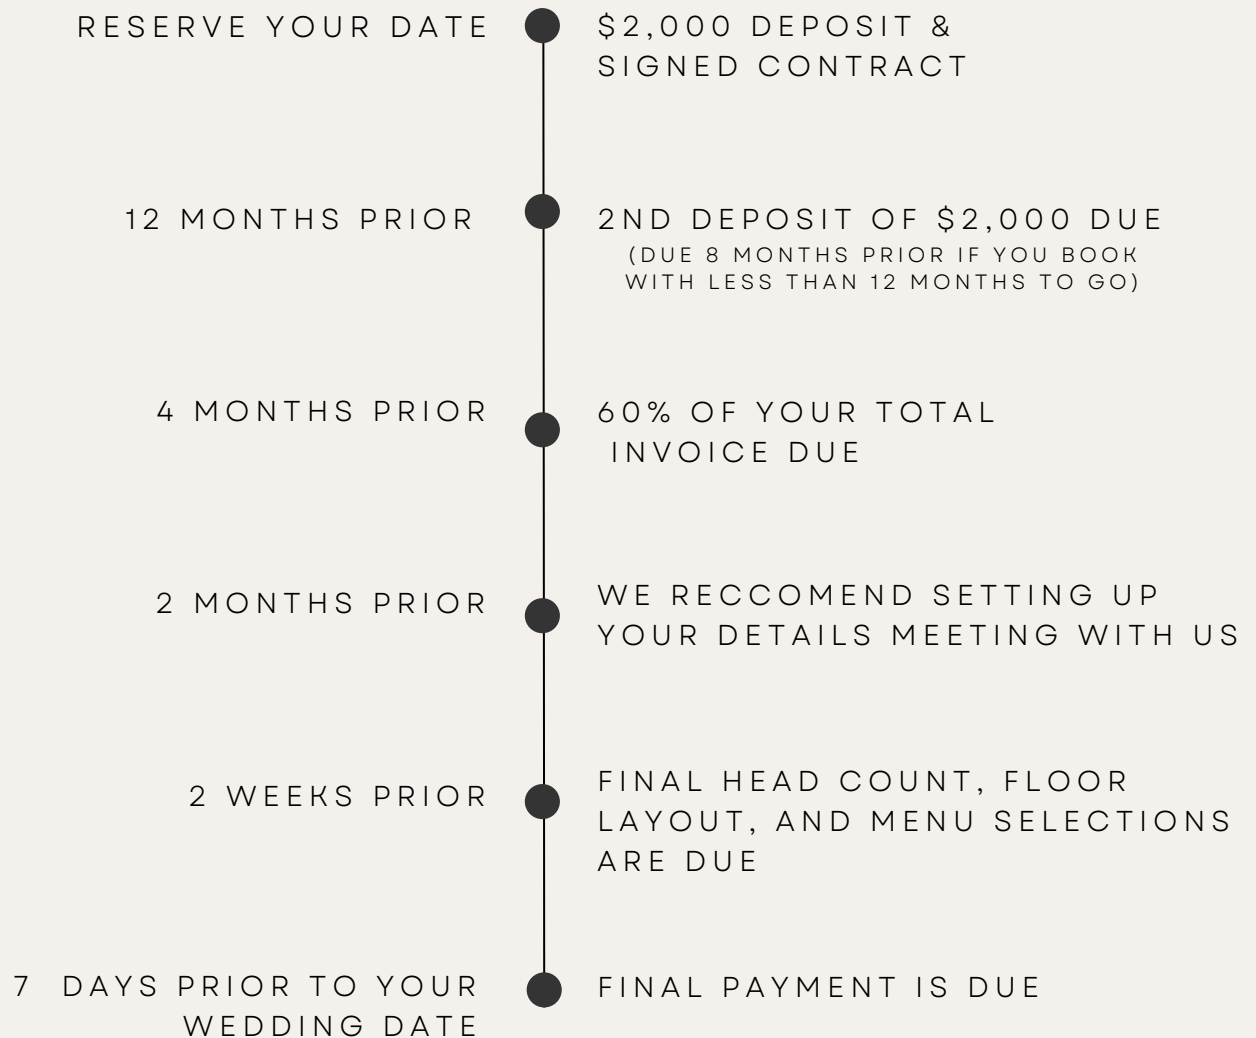 RESERVE YOUR DATE
$2,000 DEPOSIT &
SIGNED CONTRACT
12 MONTHS PRIOR
2ND DEPOSIT OF $2,000 DUE
(DUE 8 MONTHS PRIOR IF YOU BOOK
WITH LESS THAN 12 MONTHS TO GO)
4 MONTHS PRIOR
60% OF YOUR TOTAL
INVOICE DUE
2 MONTHS PRIOR
WE RECCOMEND SETTING UP
YOUR DETAILS MEETING WITH US
2 WEEKS PRIOR
FINAL HEAD COUNT, FLOOR
LAYOUT, AND MENU SELECTIONS
ARE DUE
7 DAYS PRIOR TO YOUR
WEDDING DATE
FINAL PAYMENT IS DUE